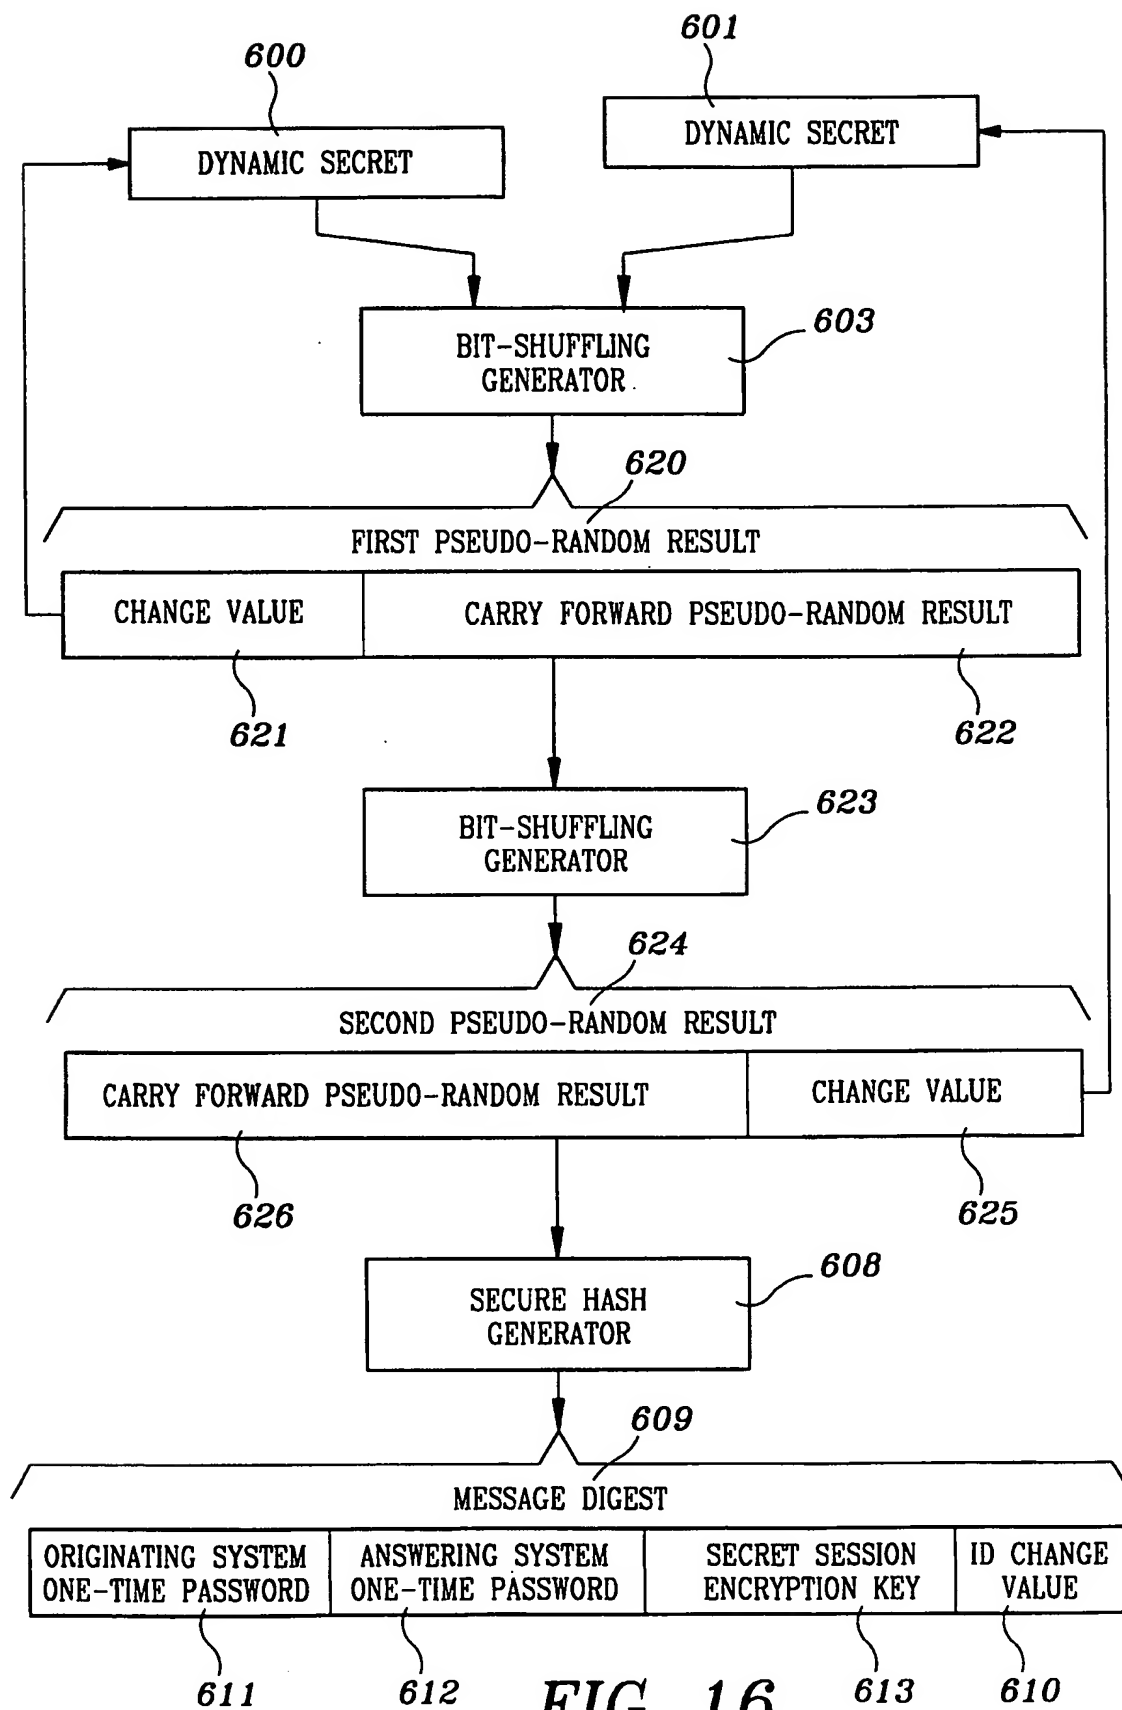 600
601
DYNAMIC SECRET
DYNAMIC SECRET
603
BIT-SHUFFLING
GENERATOR
620
FIRST PSEUDO-RANDOM RESULT
CHANGE VALUE
CARRY FORWARD PSEUDO-RANDOM RESULT
621
622
623
BIT-SHUFFLING
GENERATOR
624
SECOND PSEUDO-RANDOM RESULT
CARRY FORWARD PSEUDO-RANDOM RESULT
CHANGE VALUE
626
625
608
SECURE HASH
GENERATOR
609
MESSAGE DIGEST
ORIGINATING SYSTEM
ONE-TIME PASSWORD
ANSWERING SYSTEM
ONE-TIME PASSWORD
SECRET SESSION
ENCRYPTION KEY
ID CHANGE
VALUE
611
612
613
610
FIG. 16